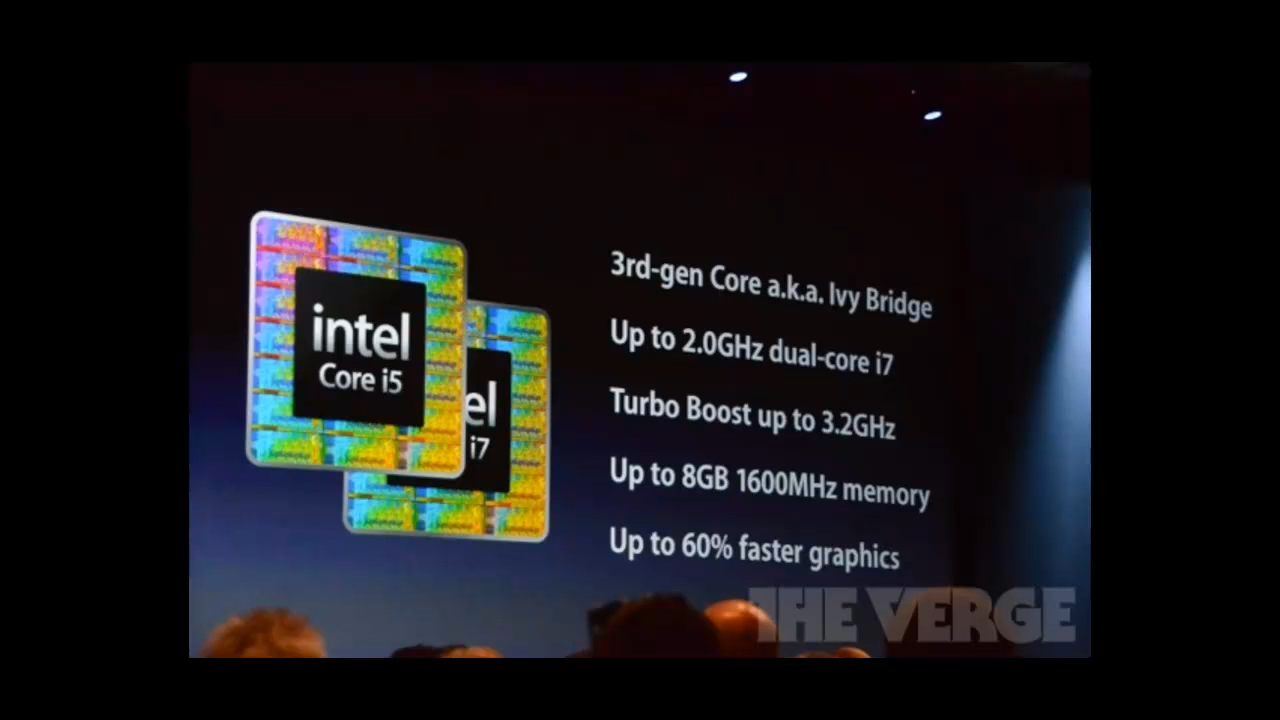 intel
Core i5
el
i7
3rd-gen Core a.k.a. Ivy Bridge
Up to 2.0GHz dual-core i7
Turbo Boost up to 3.2GHz
Up to 8GB 1600MHz memory
Up to 60% faster graphics
THE VERGE